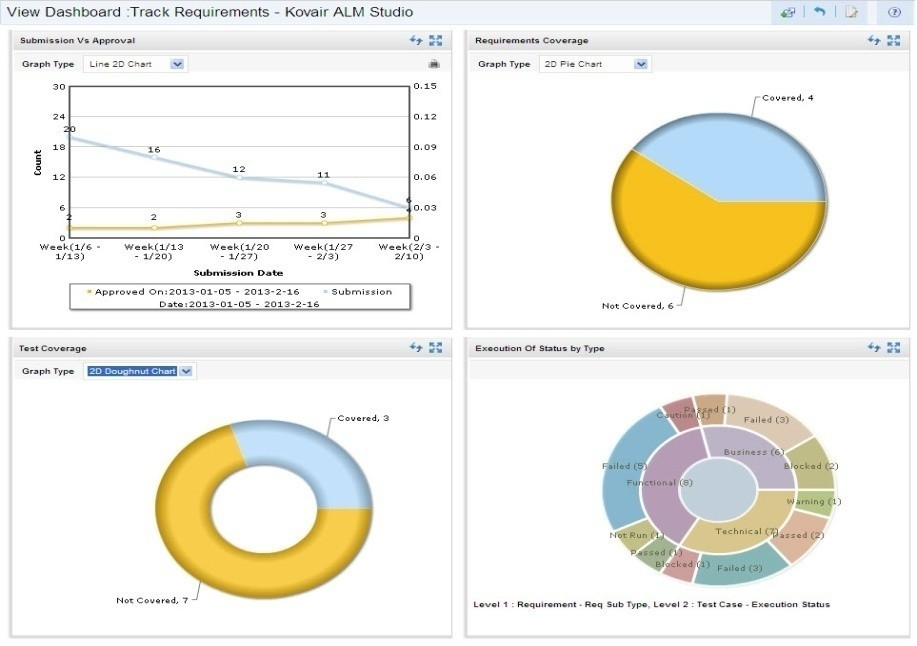 View Dashboard :Track Requirements - Kovair ALM Studio
Submission Vs Approval
Graph Type Line 2D Chart
30
24
18
12
6
0
Count
0.15
0.12
0.09
0.06
0.03
0
20
16
12
11
6
2
2
3
3
4
Week(1/6 - 1/13)
Week(1/13 - 1/20)
Week(1/20 - 1/27)
Week(1/27 - 2/3)
Week(2/3 - 2/10)
Submission Date
Approved On:2013-01-05 - 2013-2-16 Submission
Date:2013-01-05 - 2013-2-16
Requirements Coverage
Graph Type 2D Pie Chart
Covered, 4
Not Covered, 6
Test Coverage
Graph Type 2D Doughnut Chart
Covered, 3
Not Covered, 7
Execution Of Status by Type
Caution (1)
Passed (1)
Failed (3)
Business (6)
Blocked (2)
Failed (5)
Functional (8)
Warning (1)
Not Run (1)
Technical (7)
Passed (2)
Passed (1)
Blocked (1)
Failed (3)
Level 1 : Requirement - Req Sub Type, Level 2 : Test Case - Execution Status